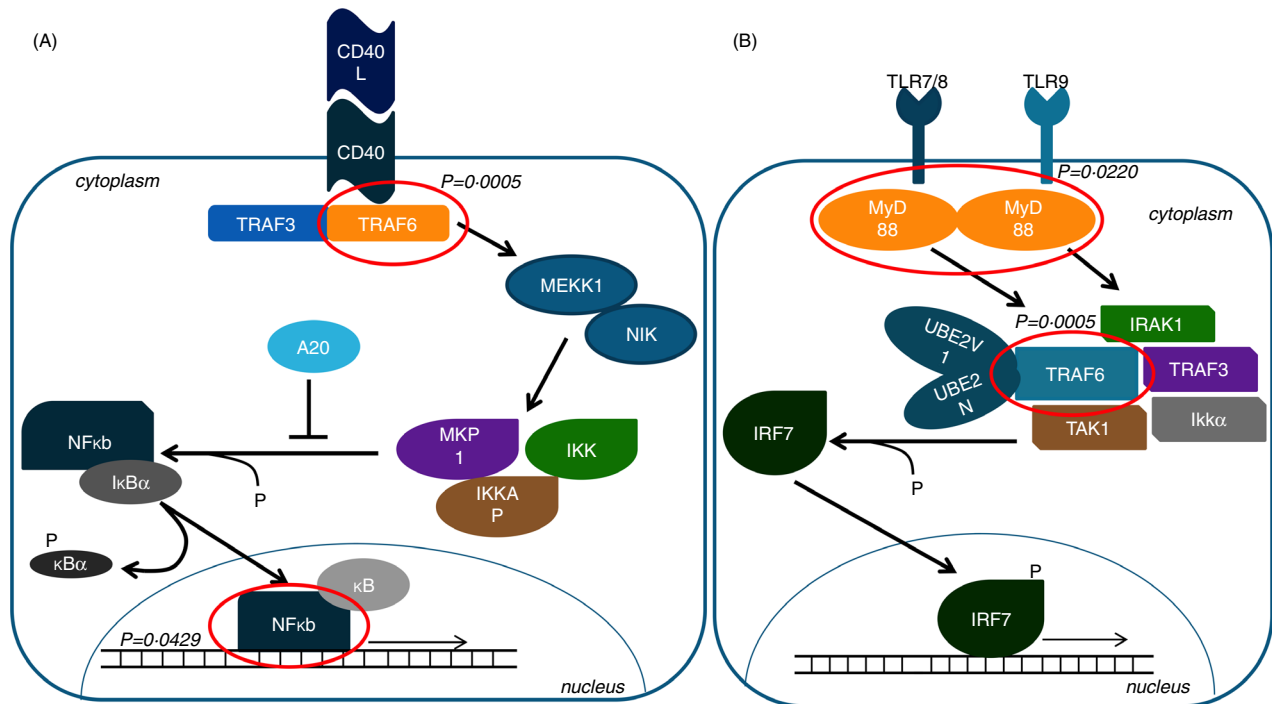 (A)
CD40
L
CD40
cytoplasm
P=0·0005
TRAF3
TRAF6
MEKK1
NIK
A20
NFκb
IκBα
P
MKP
1
IKK
IKKA
P
P
κBα
κB
NFκb
P=0·0429
nucleus
(B)
TLR7/8
TLR9
P=0·0220
MyD
88
MyD
88
cytoplasm
P=0·0005
IRAK1
UBE2V
1
UBE2
N
TRAF6
TRAF3
TAK1
Ikkα
IRF7
P
P
IRF7
nucleus